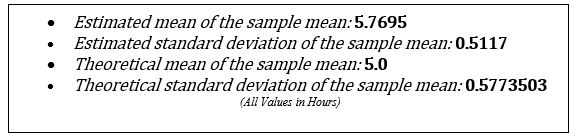 • Estimated mean of the sample mean: 5.7695
• Estimated standard deviation of the sample mean: 0.5117
• Theoretical mean of the sample mean: 5.0
• Theoretical standard deviation of the sample mean: 0.5773503
(All Values in Hours)